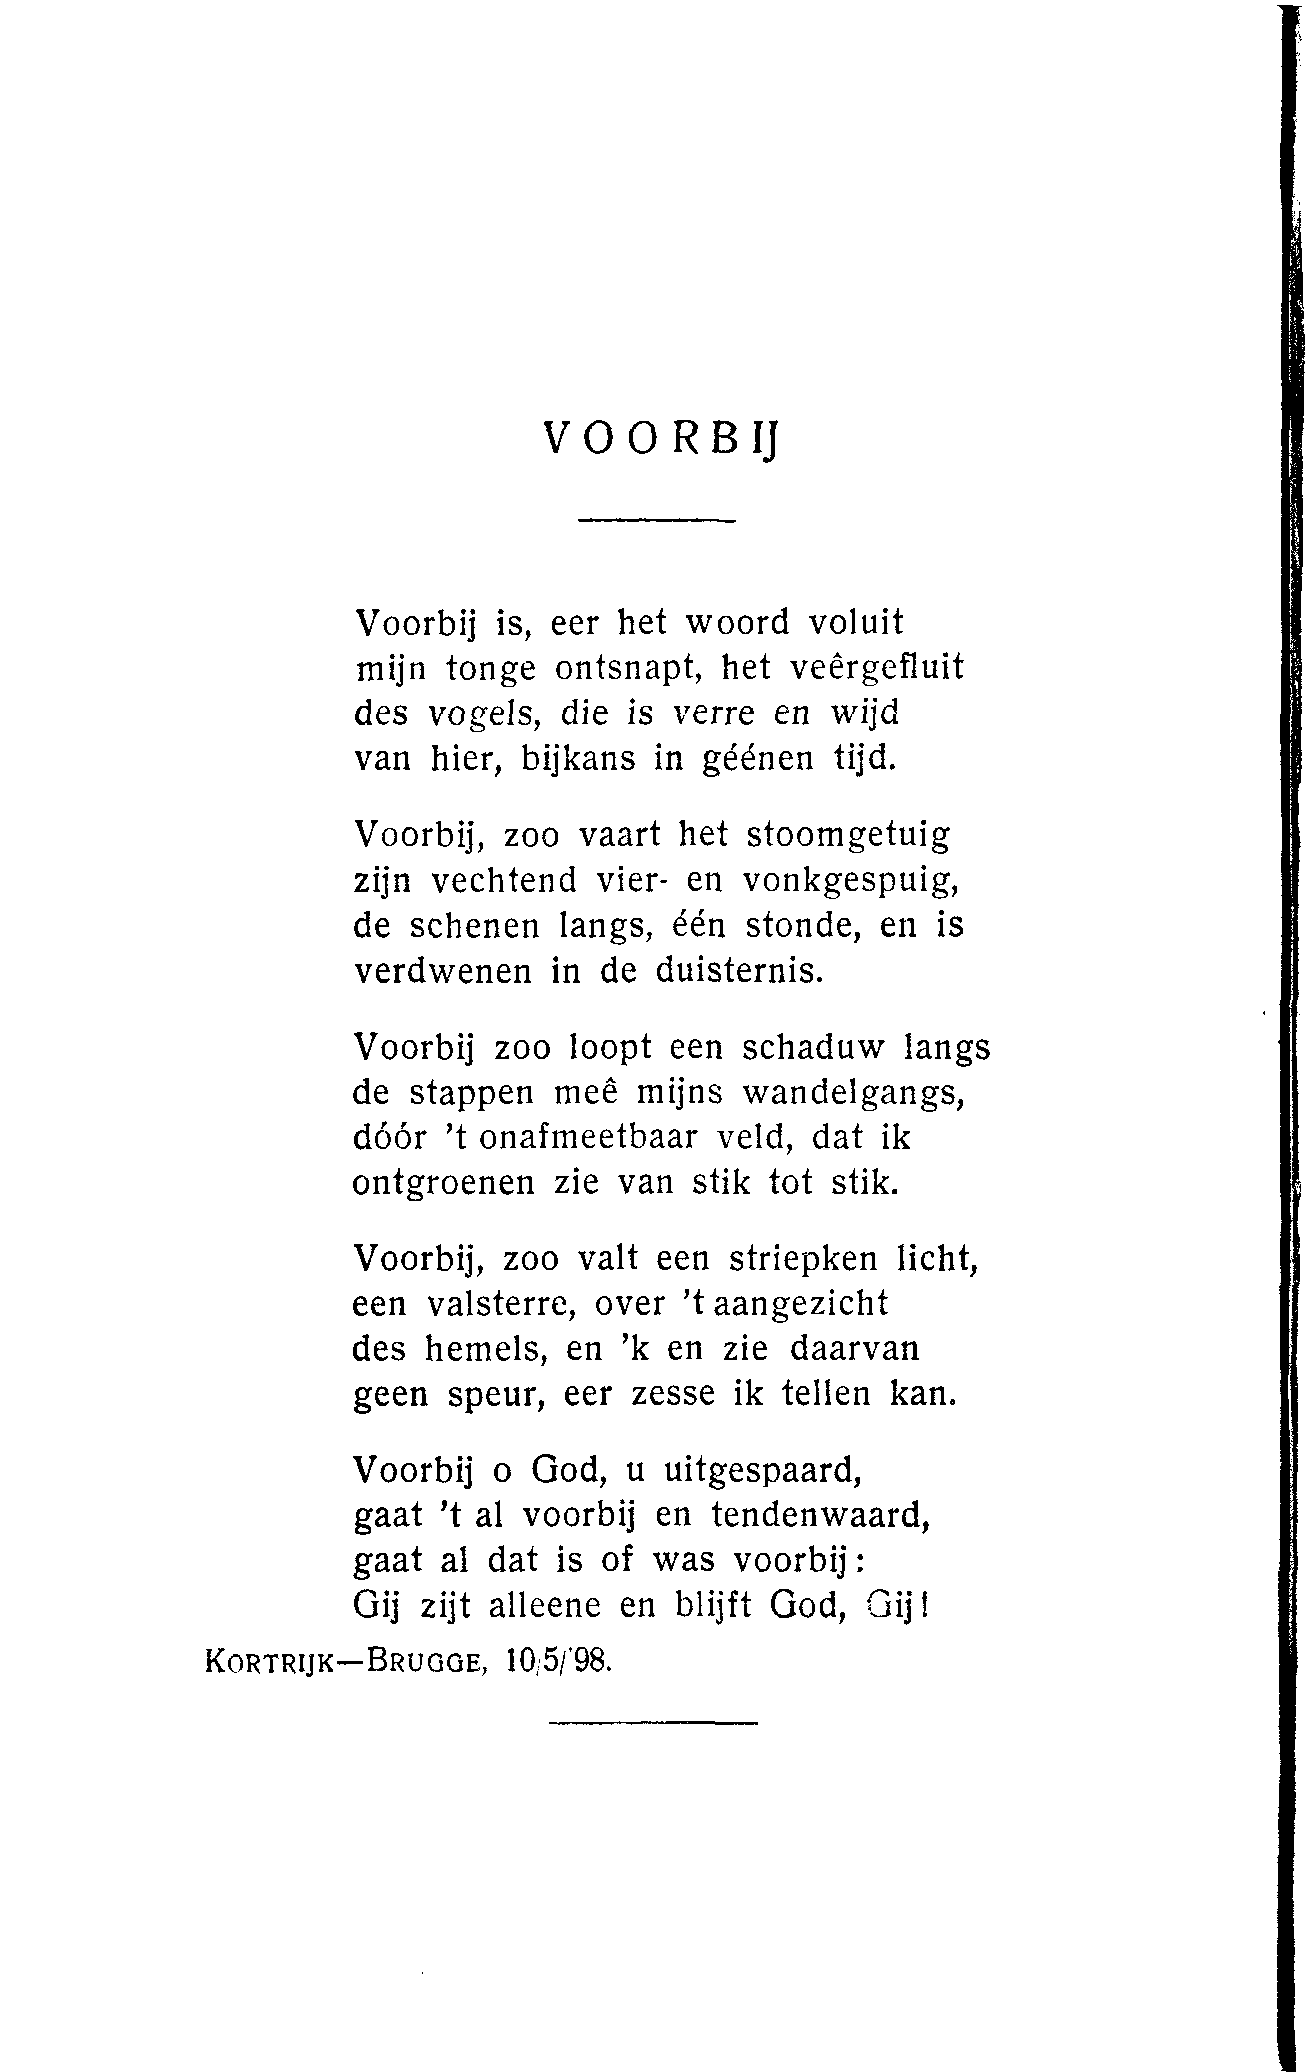 VOORBIJ
Voorbij is, eer het woord voluit
mijn tonge ontsnapt, het veêrgefluit
des vogels, die is verre en wijd
van hier, bijkans in géénen tijd.
Voorbij, zoo vaart het stoomgetuig
zijn vechtend vier- en vonkgespuig,
de schenen langs, één stonde, en is
verdwenen in de duisternis.
Voorbij zoo loopt een schaduw langs
de stappen meê mijns wandelgangs,
dóór 't onafmeetbaar veld, dat ik
ontgroenen zie van stik tot stik.
Voorbij, zoo valt een striepken licht,
een valsterre, over 't aangezicht
des hemels, en 'k en zie daarvan
geen speur, eer zesse ik tellen kan.
Voorbij o God, u uitgespaard,
gaat 't al voorbij en tendenwaard,
gaat al dat is of was voorbij:
Gij zijt alleene en blijft God, Gij!
KORTRIJK—BRUGGE, 10/5/'98.